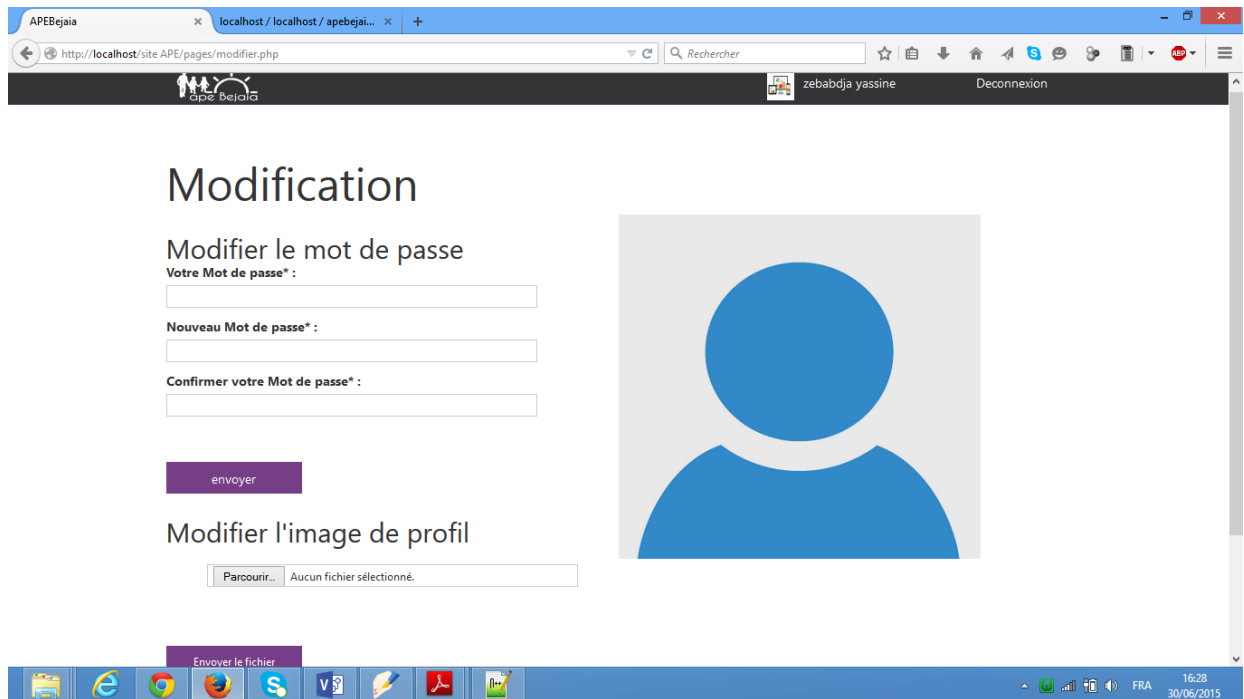 APEBejaia
localhost / localhost / apebejai...
http://localhost/site APE/pages/modifier.php
Rechercher
ABP
ape Bejaia
zebabdja yassine
Deconnexion
Modification
Modifier le mot de passe
Votre Mot de passe* :
Nouveau Mot de passe* :
Confirmer votre Mot de passe* :
envoyer
Modifier l'image de profil
Parcourir... Aucun fichier sélectionné.
Envoyer le fichier
FRA
16:28
30/06/2015